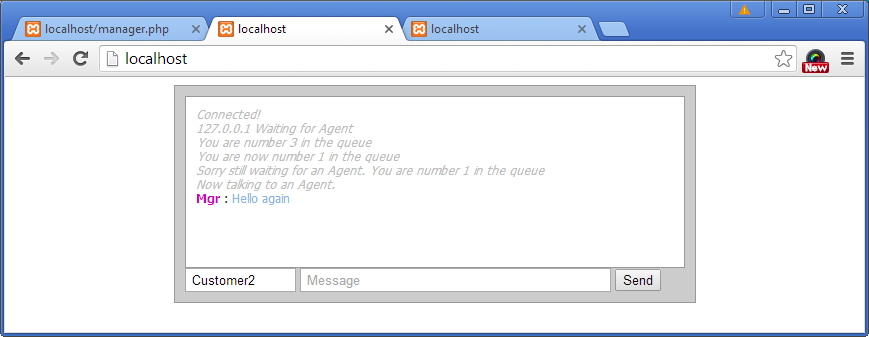 localhost/manager.php
localhost
localhost
localhost
New
Connected!
127.0.0.1 Waiting for Agent
You are number 3 in the queue
You are now number 1 in the queue
Sorry still waiting for an Agent. You are number 1 in the queue
Now talking to an Agent.
Mgr : Hello again
Customer2
Message
Send